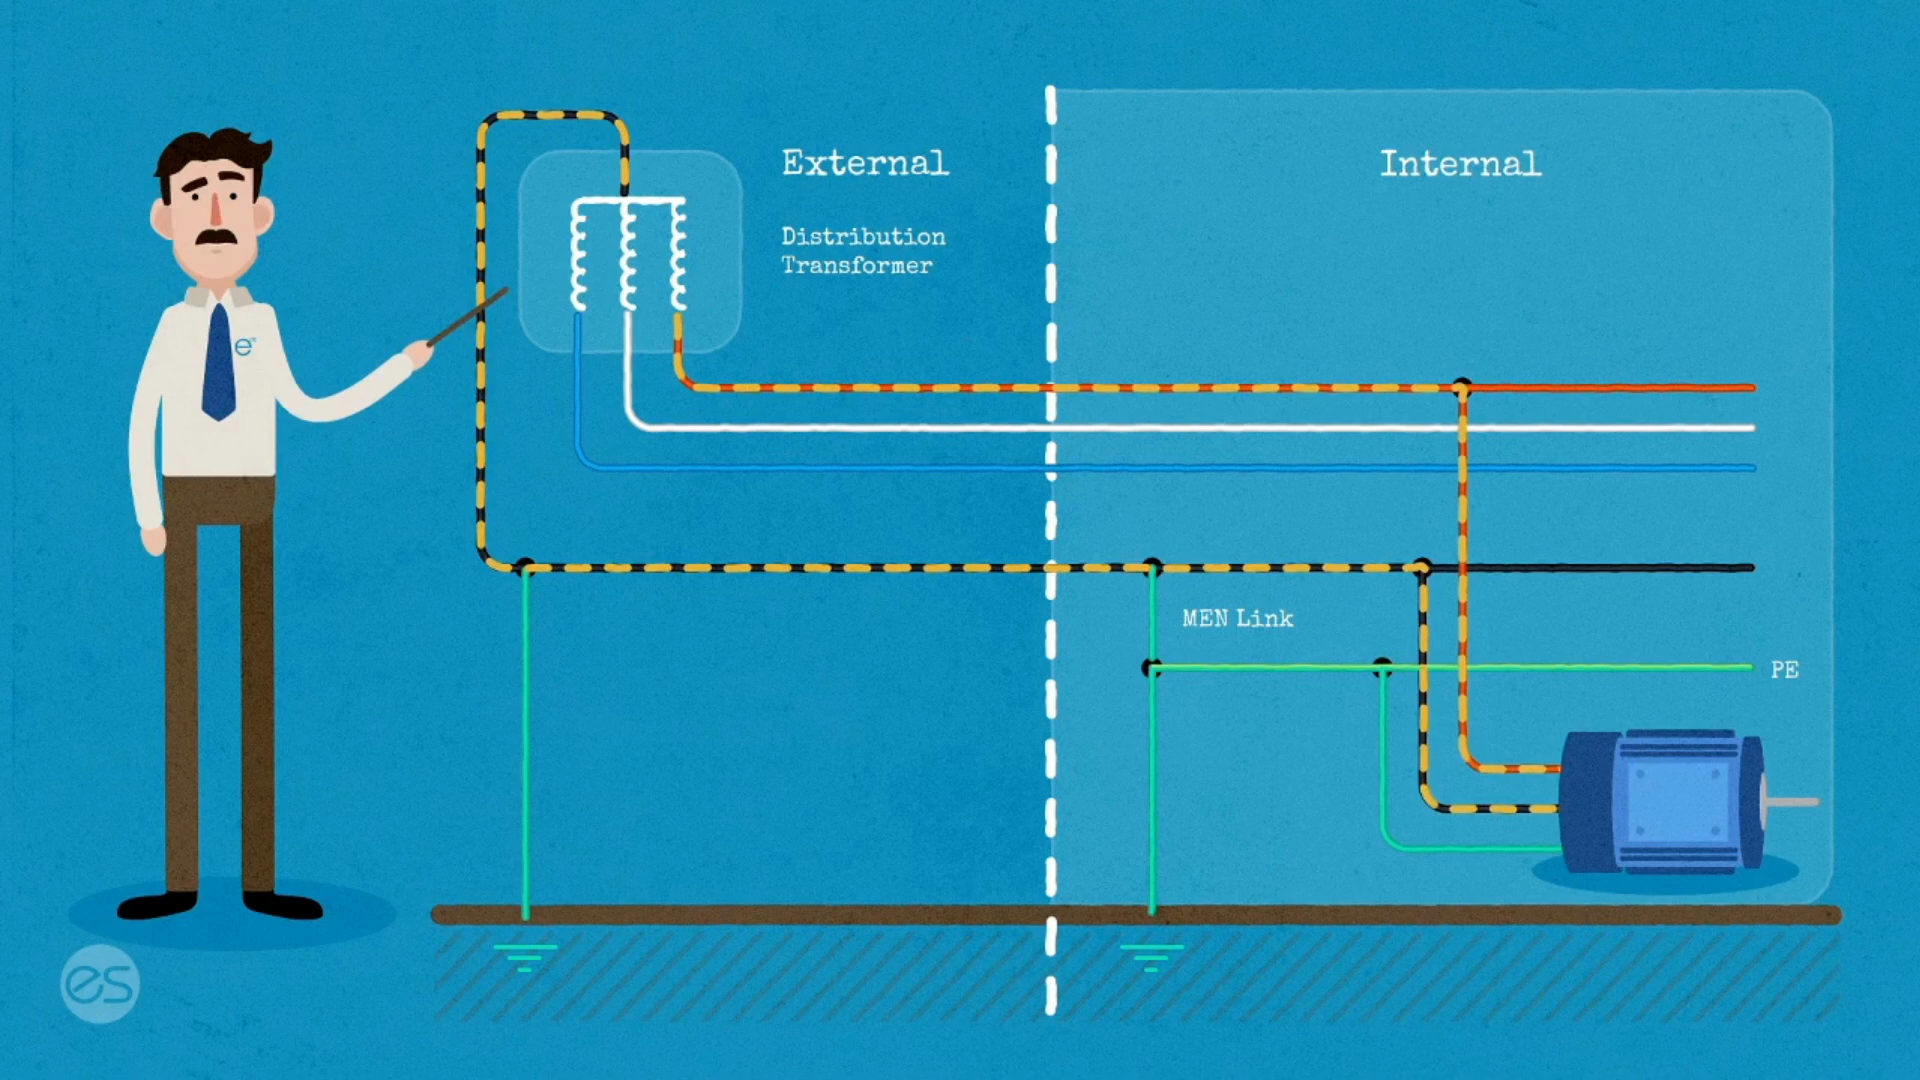 External
Internal
Distribution
Transformer
MEN Link
PE
e
es